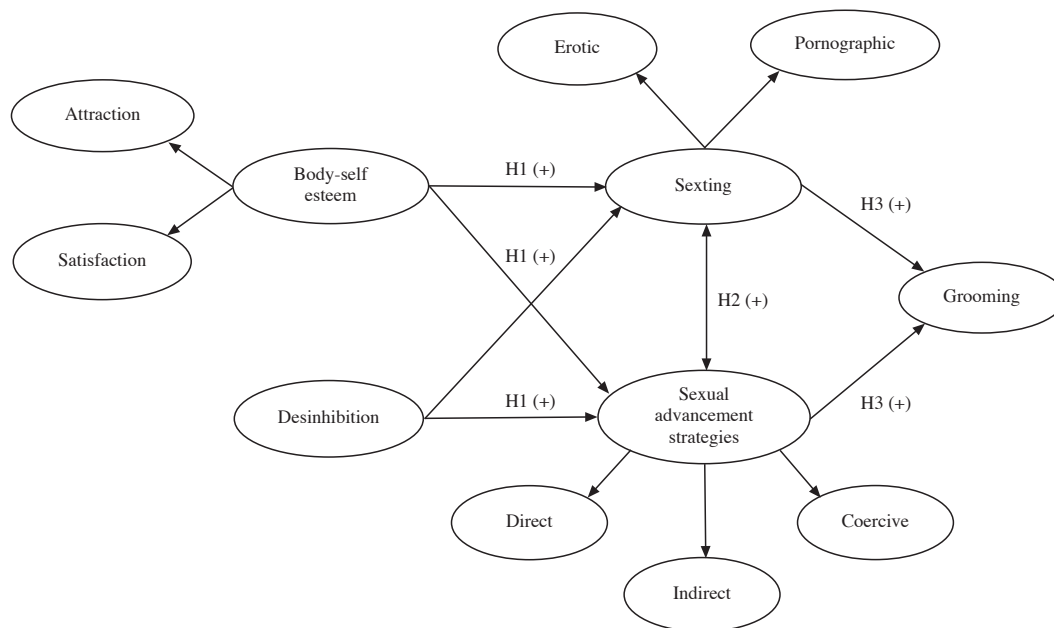 Erotic
Pornographic
Attraction
Body-self
esteem
H1 (+)
Sexting
H3 (+)
Satisfaction
H1 (+)
H2 (+)
Grooming
Desinhibition
H1 (+)
Sexual
advancement
strategies
H3 (+)
Direct
Coercive
Indirect